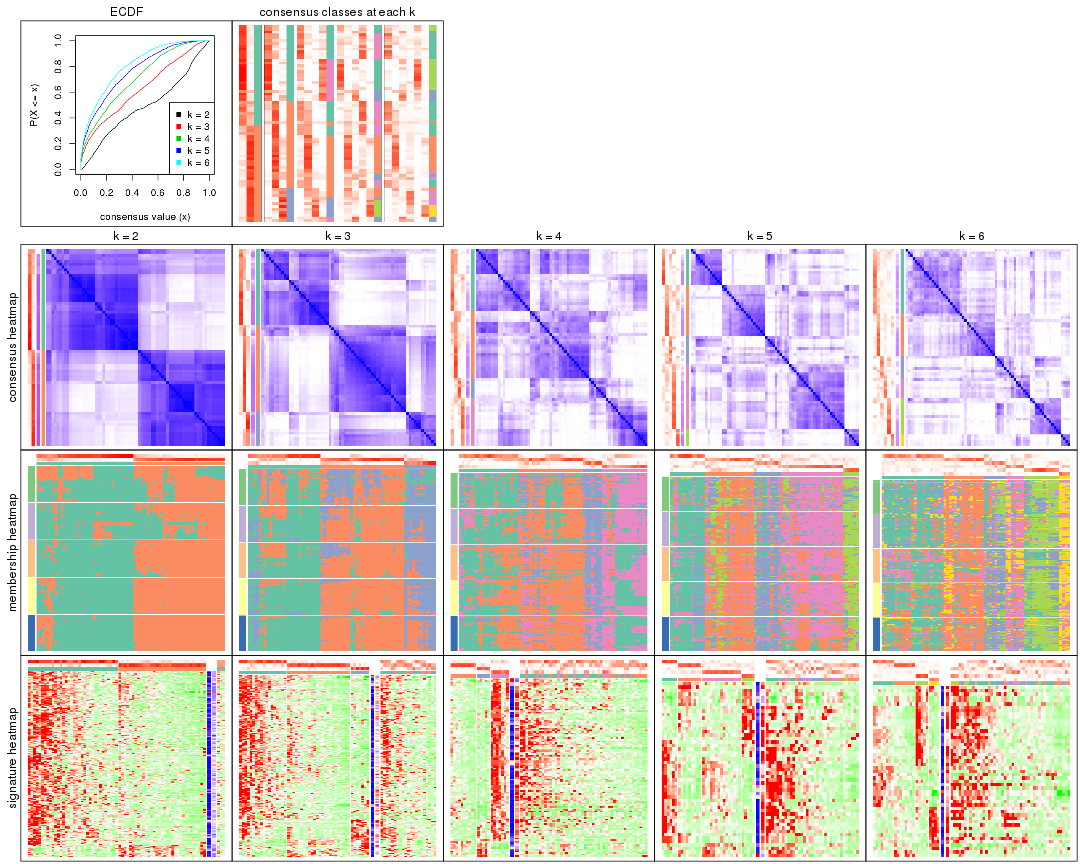 ECDF
consensus classes at each k
P(X <= x)
0.0 0.2 0.4 0.6 0.8 1.0
k = 2
k = 3
k = 4
k = 5
k = 6
0.0 0.2 0.4 0.6 0.8 1.0
consensus value (x)
k = 2
k = 3
k = 4
k = 5
k = 6
consensus heatmap
membership heatmap
signature heatmap